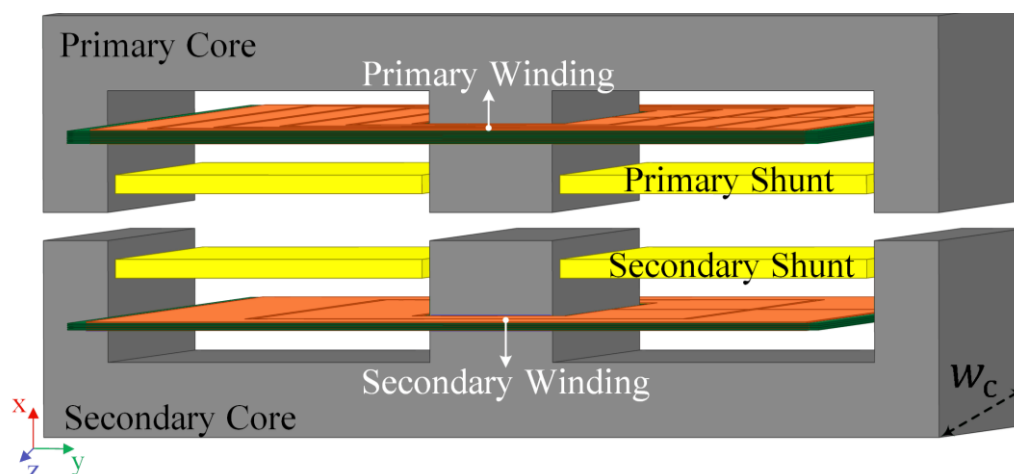 Primary Core
Primary Winding
Primary Shunt
Secondary Shunt
Secondary Winding
w_c
Secondary Core
x
y
z